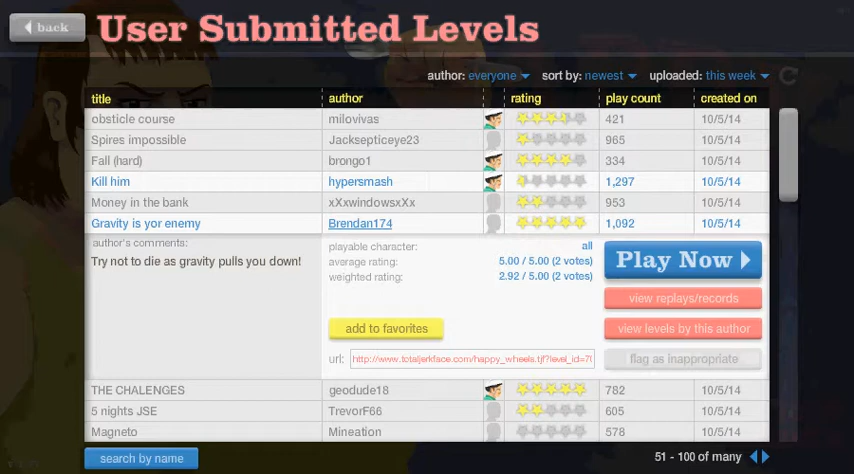 back
User Submitted Levels
author: everyone sort by: newest uploaded: this week
title author rating play count created on
obsticle course milovivas 421 10/5/14
Spires impossible Jacksepticeye23 965 10/5/14
Fall (hard) brongo1 334 10/5/14
Kill him hypersmash 1,297 10/5/14
Money in the bank xXxwindowsxXx 953 10/5/14
Gravity is yor enemy Brendan174 1,092 10/5/14
author's comments:
Try not to die as gravity pulls you down!
playable character: all
average rating: 5.00 / 5.00 (2 votes)
weighted rating: 2.92 / 5.00 (2 votes)
Play Now
view replays/records
add to favorites
view levels by this author
url: http://www.totaljerkface.com/happy_wheels.tjf?level_id=7
flag as inappropriate
THE CHALENGES geodude18 782 10/5/14
5 nights JSE TrevorF66 605 10/5/14
Magneto Mineation 578 10/5/14
search by name
51 - 100 of many